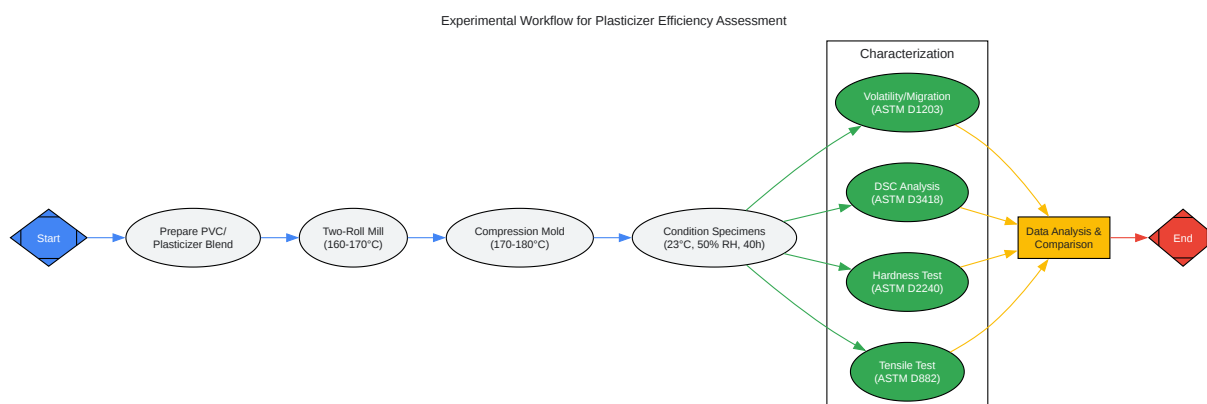 Experimental Workflow for Plasticizer Efficiency Assessment
Characterization
Volatility/Migration
(ASTM D1203)
DSC Analysis
(ASTM D3418)
Start
Prepare PVC/
Plasticizer Blend
Two-Roll Mill
(160-170°C)
Compression Mold
(170-180°C)
Condition Specimens
(23°C, 50% RH, 40h)
Data Analysis &
Comparison
End
Hardness Test
(ASTM D2240)
Tensile Test
(ASTM D882)